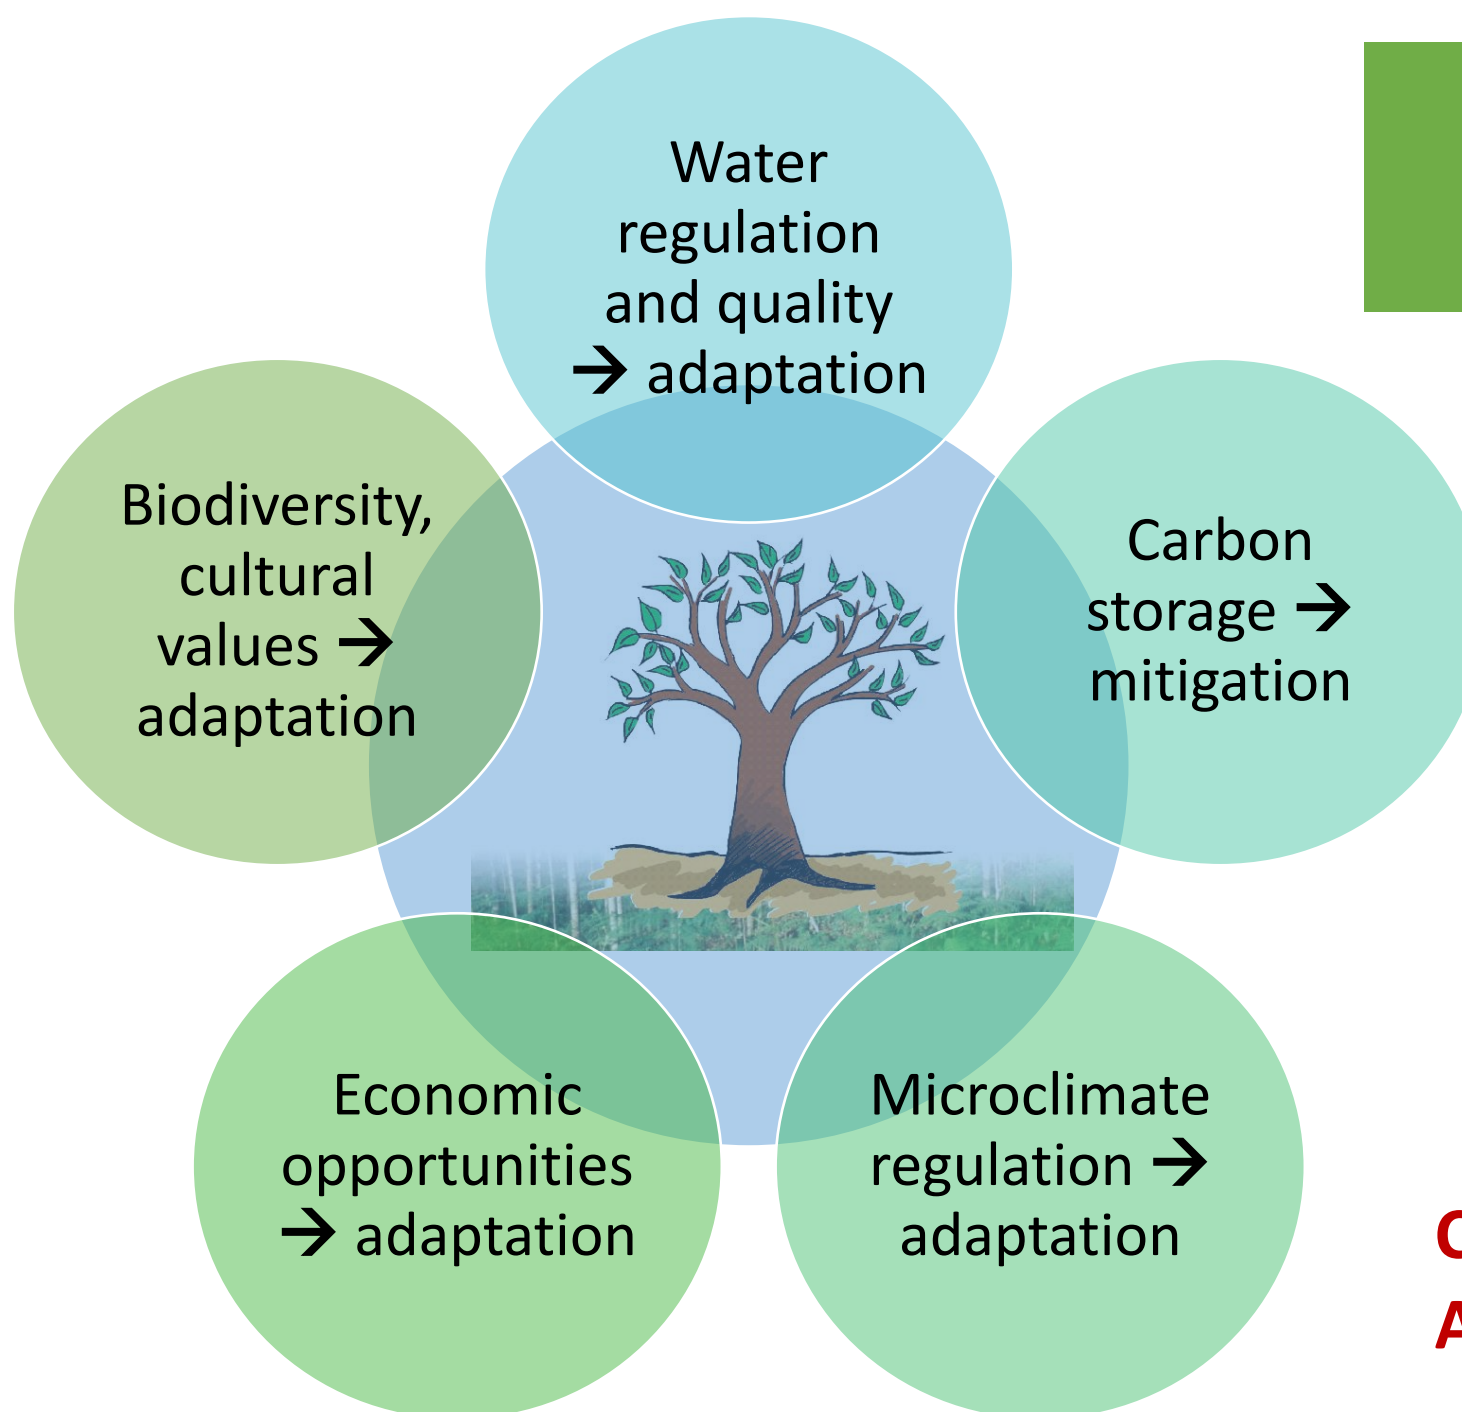 Water
regulation
and quality
→ adaptation
Biodiversity,
cultural
values →
adaptation
Carbon
storage →
mitigation
Economic
opportunities
→ adaptation
Microclimate
regulation →
adaptation